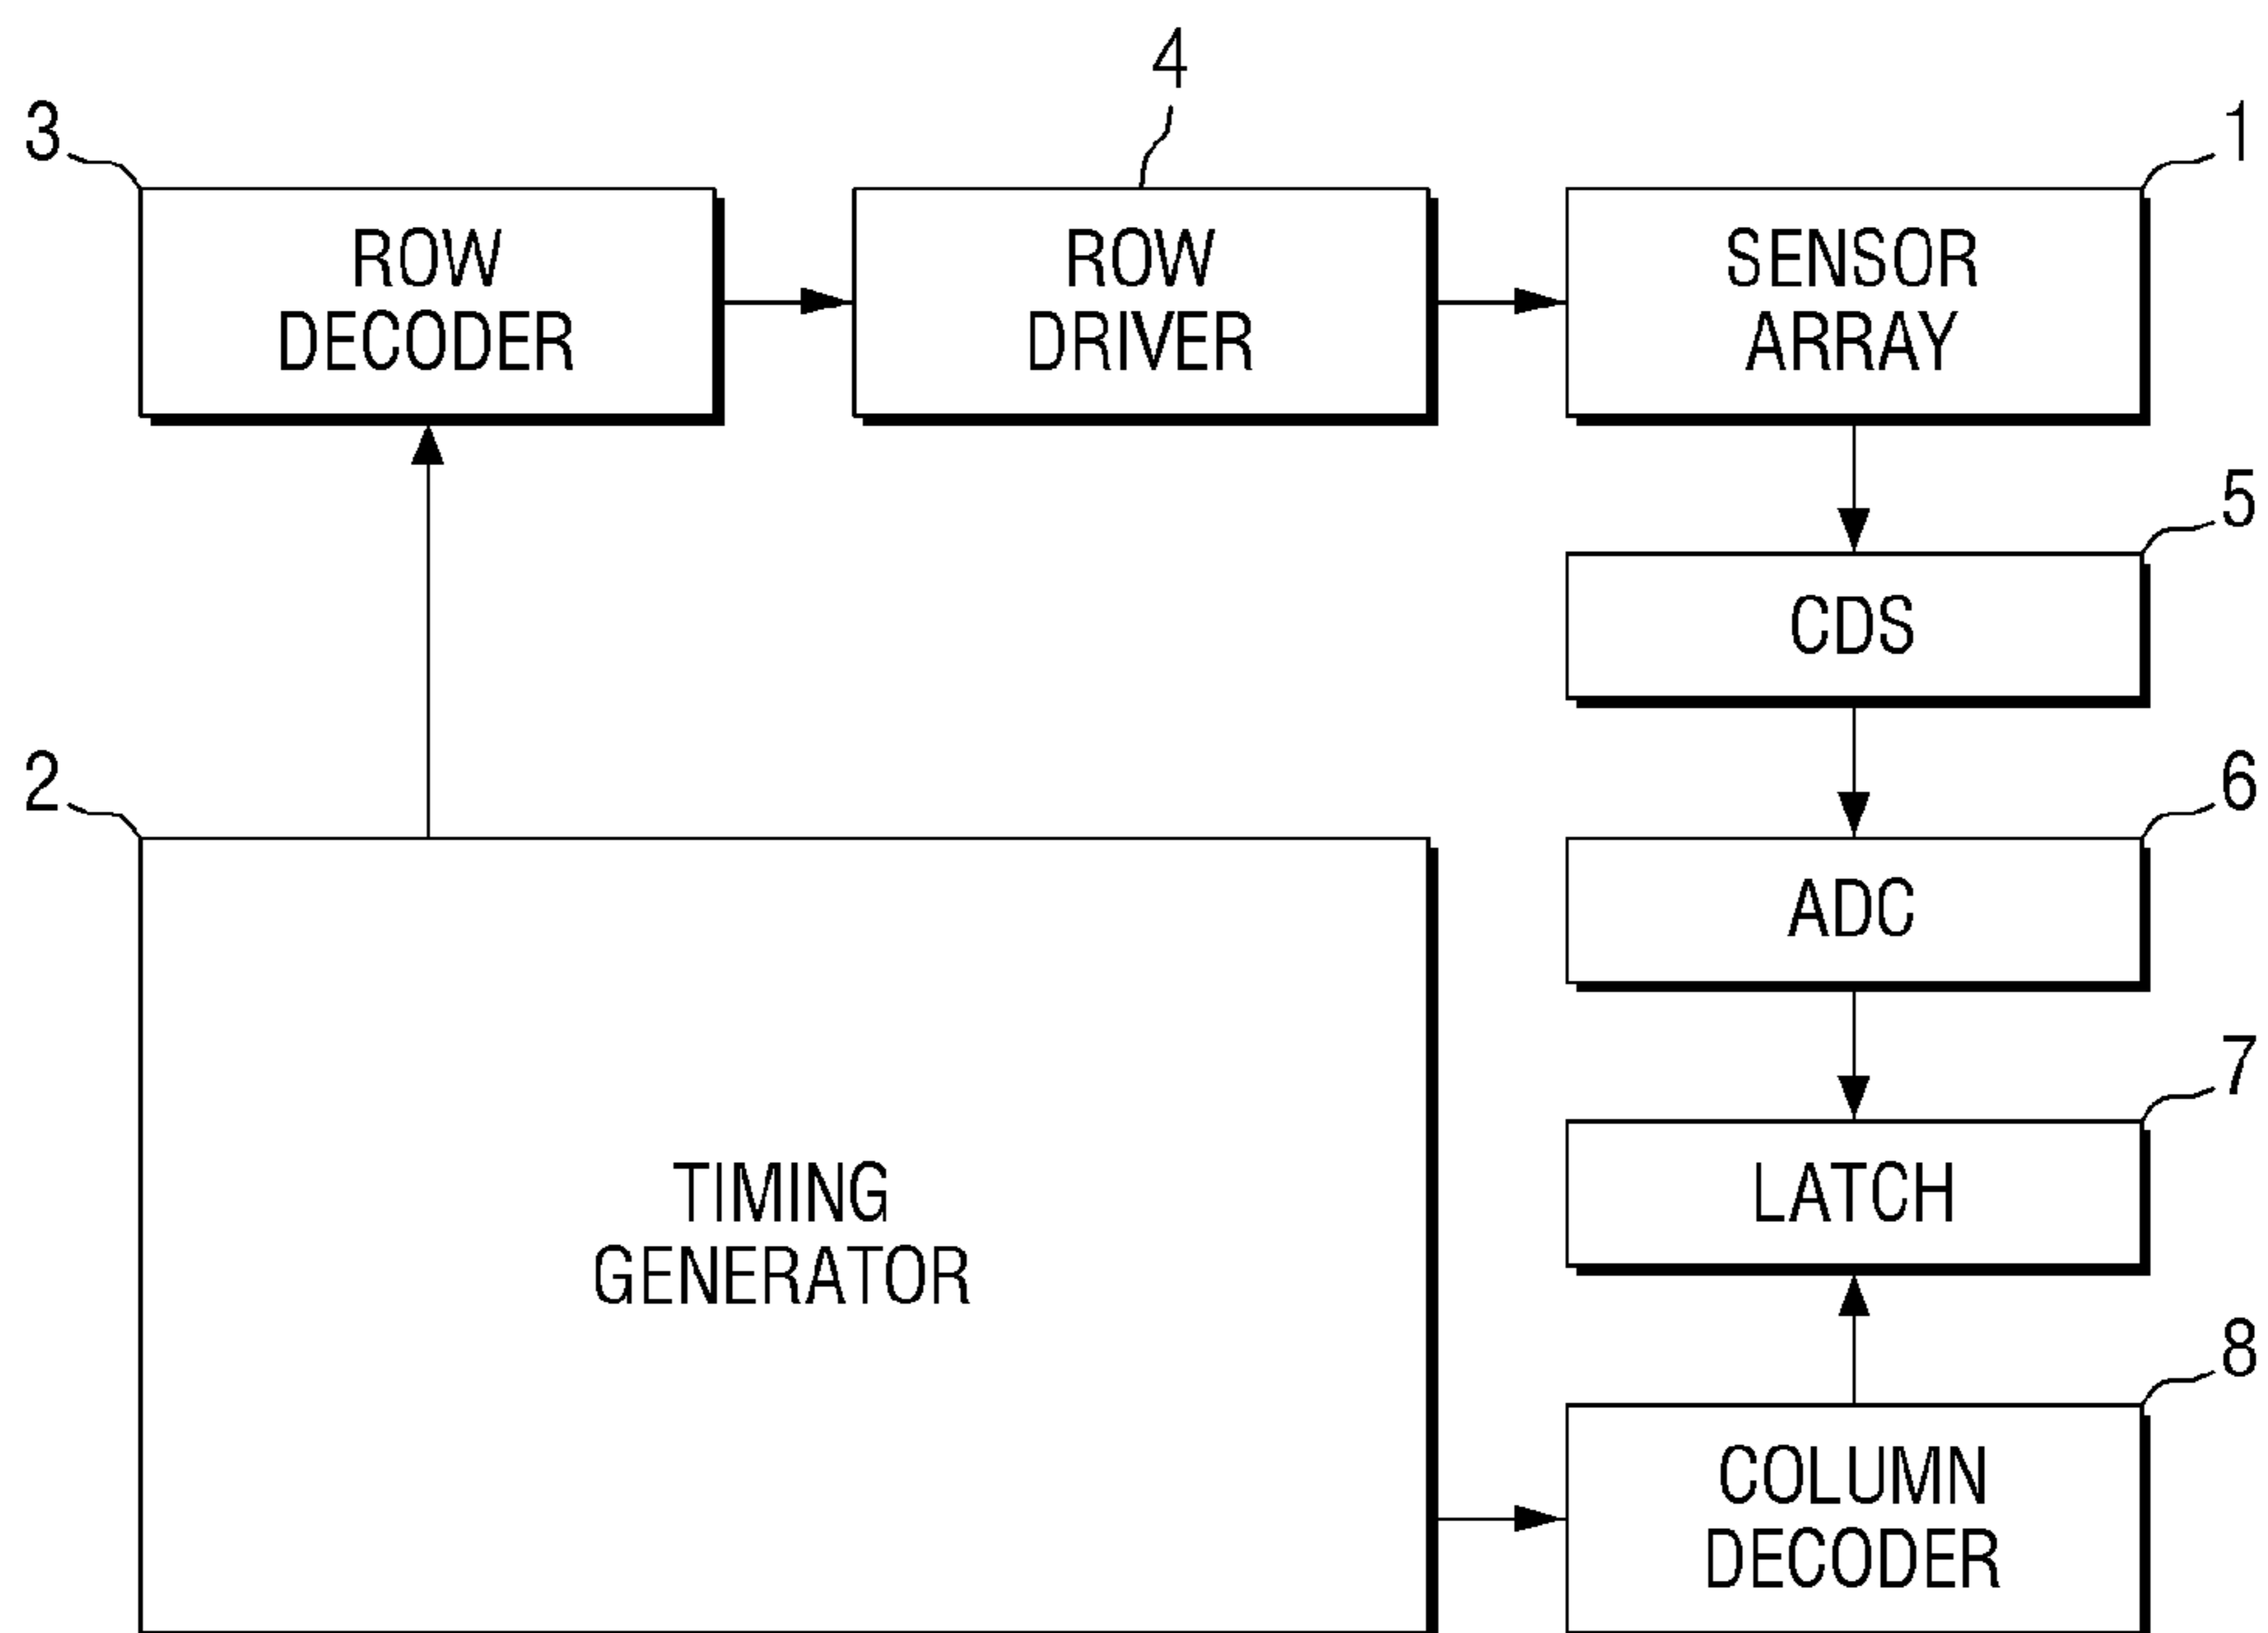 4
3
1
ROW
DECODER
ROW
DRIVER
SENSOR
ARRAY
5
CDS
2
6
ADC
7
LATCH
TIMING
GENERATOR
8
COLUMN
DECODER